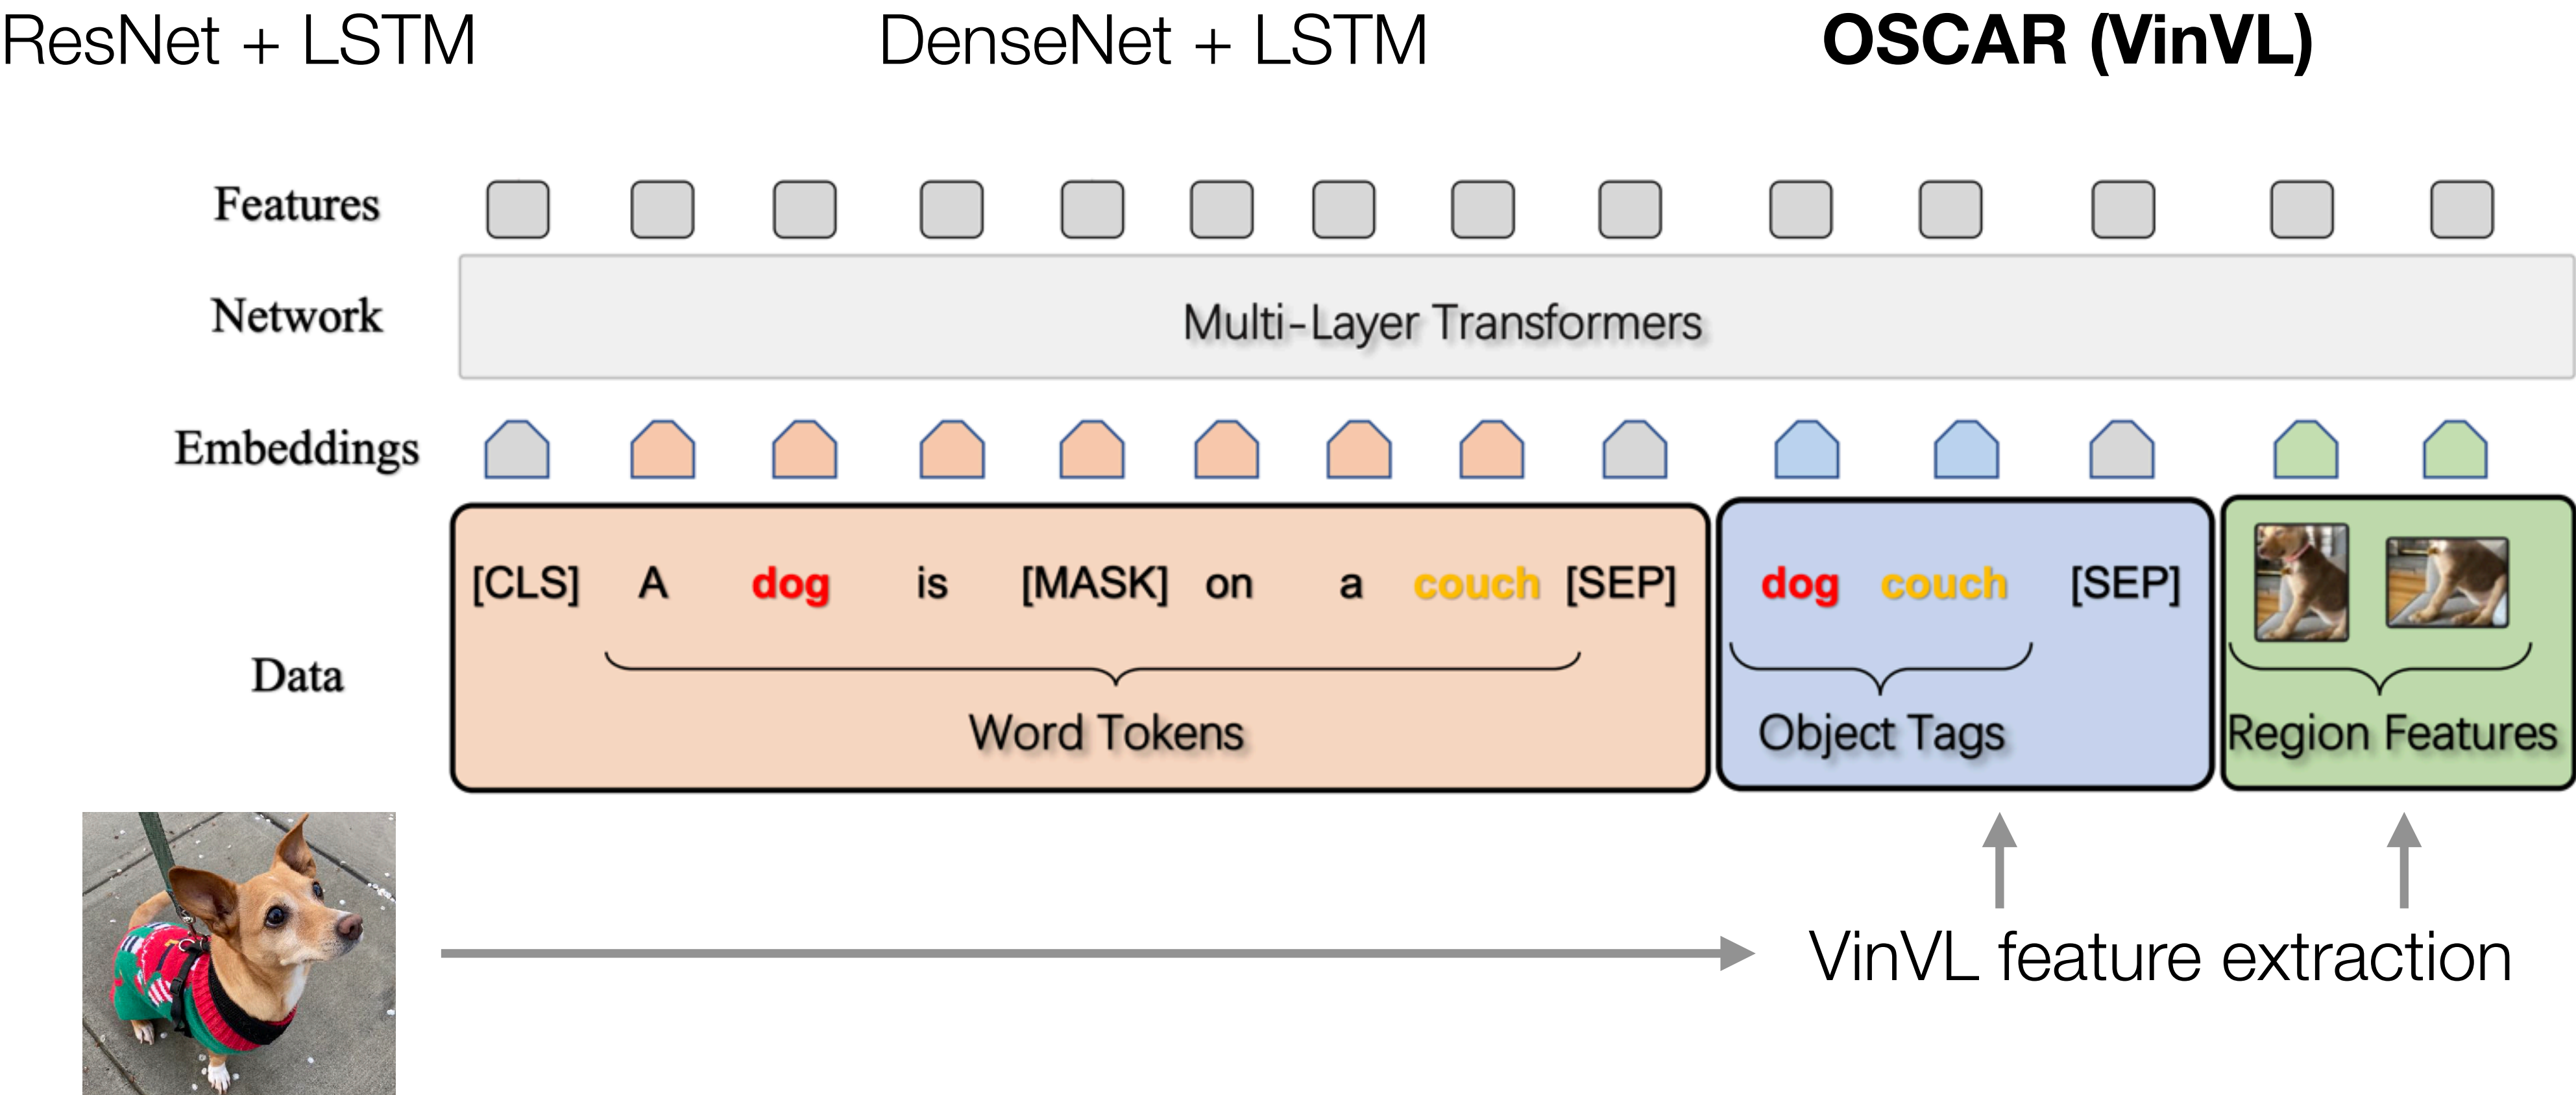 ResNet + LSTM DenseNet + LSTM OSCAR (VinVL)
Features
Network Multi-Layer Transformers
Embeddings
[CLS] A dog is [MASK] on a couch [SEP] dog couch [SEP]
Data
Word Tokens Object Tags Region Features
VinVL feature extraction